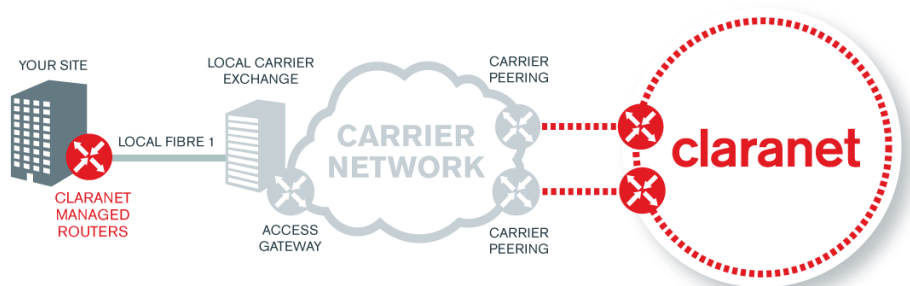 YOUR SITE
LOCAL CARRIER
EXCHANGE
CARRIER
PEERING
LOCAL FIBRE 1
CARRIER
NETWORK
claranet
CLARANET
MANAGED
ROUTERS
ACCESS
GATEWAY
CARRIER
PEERING